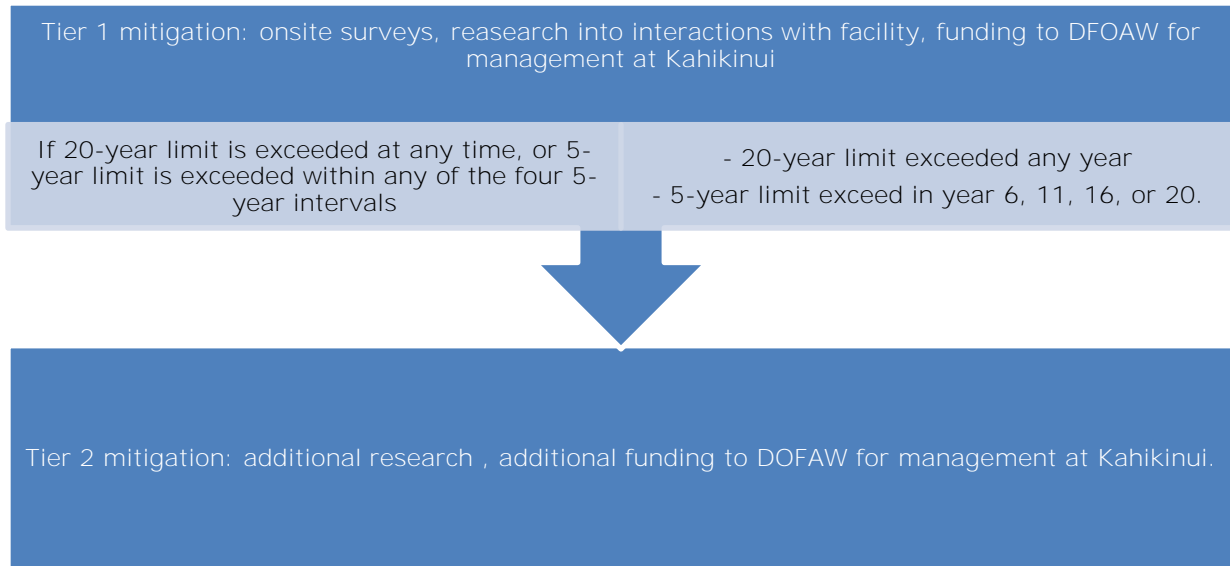 Tier 1 mitigation: onsite surveys, reasearch into interactions with facility, funding to DFOAW for
management at Kahikinui
If 20-year limit is exceeded at any time, or 5-
year limit is exceeded within any of the four 5-
year intervals
- 20-year limit exceeded any year
- 5-year limit exceed in year 6, 11, 16, or 20.
Tier 2 mitigation: additional research , additional funding to DOFAW for management at Kahikinui.